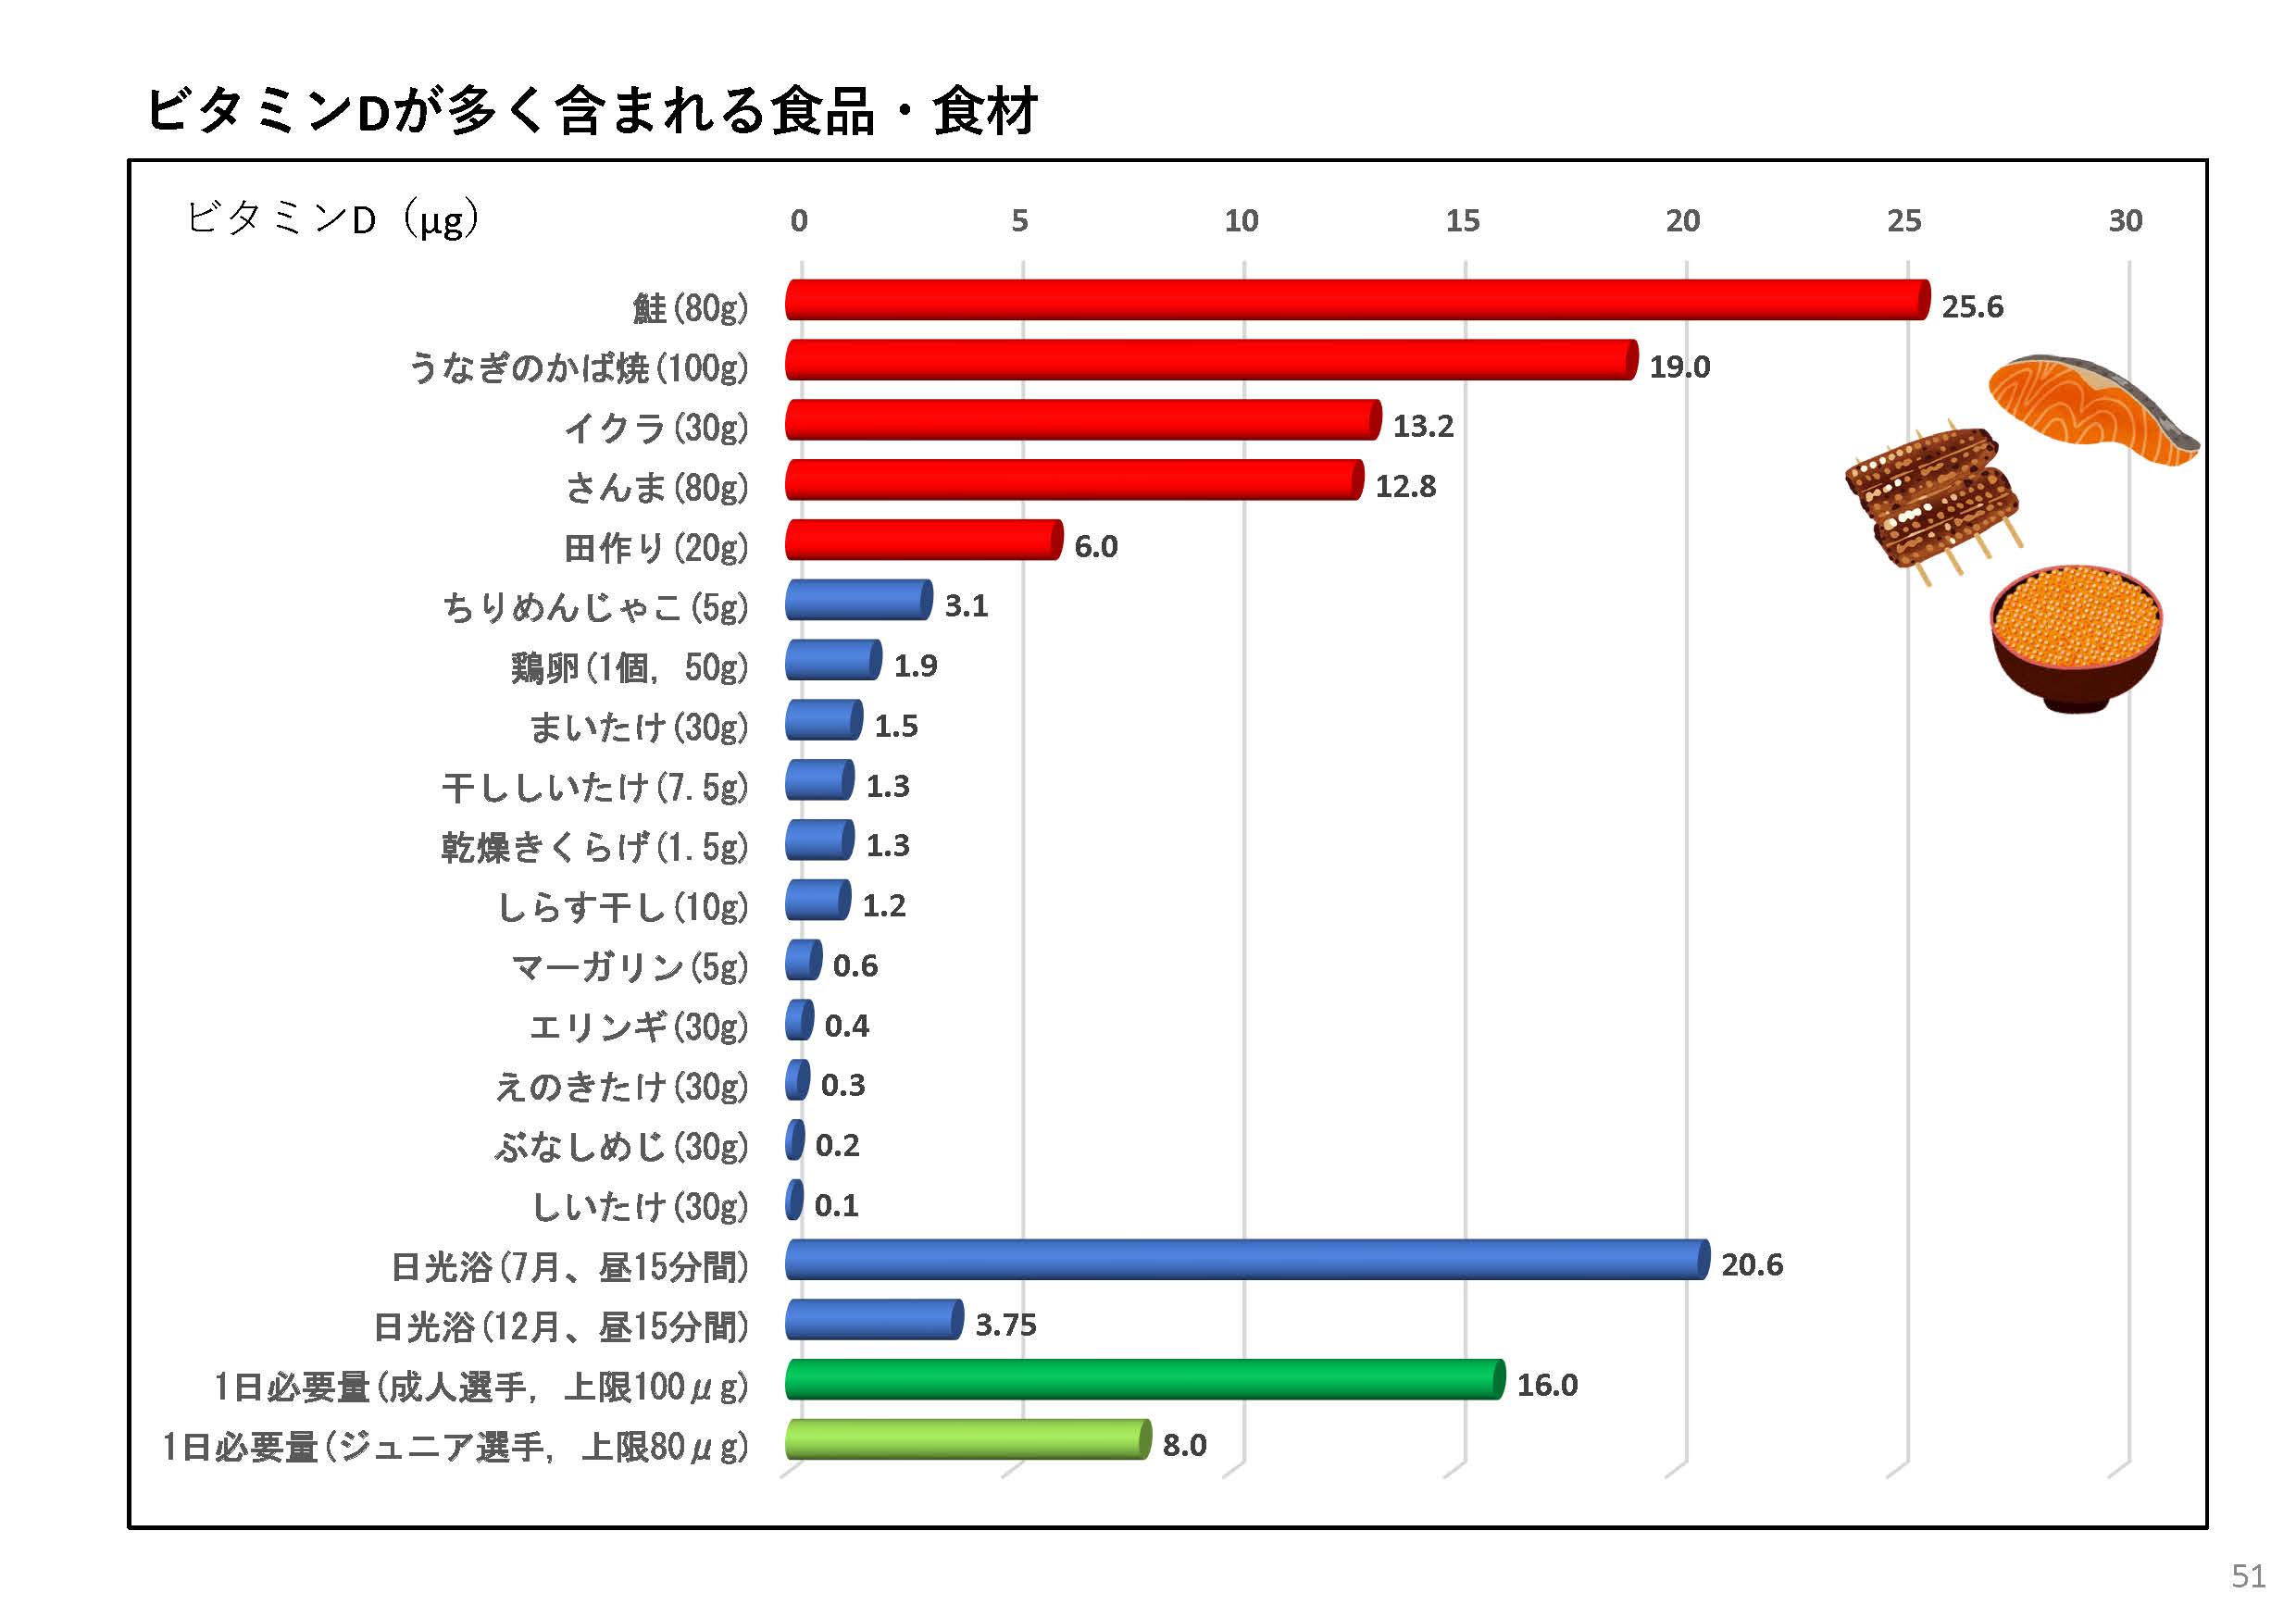 ビタミンDが多く含まれる食品・食材
ビタミンD（μg） 0 5 10 15 20 25 30
鮭(80g) 25.6
うなぎのかば焼(100g) 19.0
イクラ(30g) 13.2
さんま(80g) 12.8
田作り(20g) 6.0
ちりめんじゃこ(5g) 3.1
鶏卵(1個, 50g) 1.9
まいたけ(30g) 1.5
干ししいたけ(7.5g) 1.3
乾燥きくらげ(1.5g) 1.3
しらす干し(10g) 1.2
マーガリン(5g) 0.6
エリンギ(30g) 0.4
えのきたけ(30g) 0.3
ぶなしめじ(30g) 0.2
しいたけ(30g) 0.1
日光浴(7月、昼15分間) 20.6
日光浴(12月、昼15分間) 3.75
1日必要量(成人選手, 上限100μg) 16.0
1日必要量(ジュニア選手, 上限80μg) 8.0
51